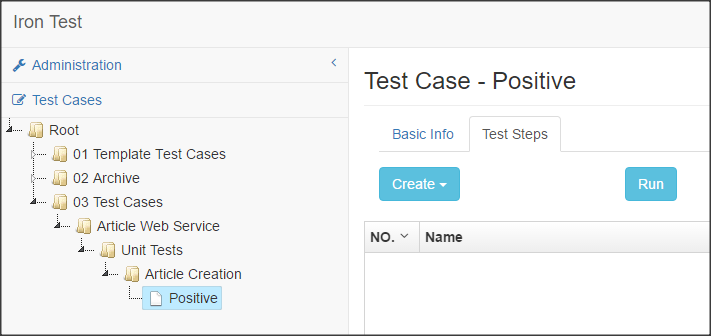 Iron Test
Administration
Test Cases
Root
01 Template Test Cases
02 Archive
03 Test Cases
Article Web Service
Unit Tests
Article Creation
Positive
Test Case - Positive
Basic Info Test Steps
Create Run
NO. Name